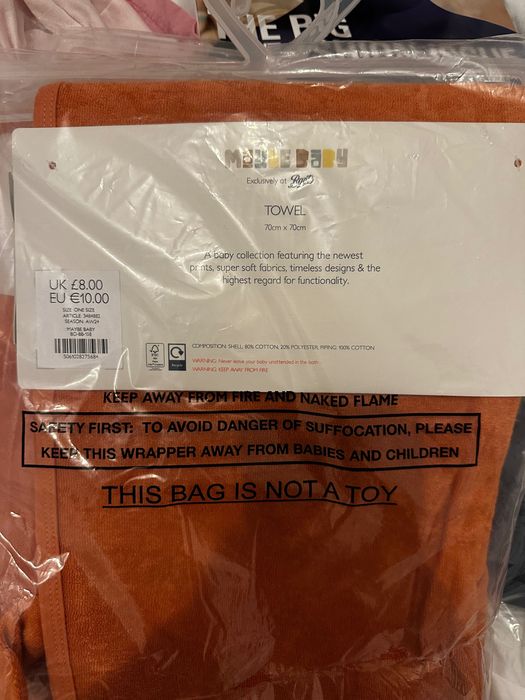 THE BIG
MAYBE BABY
Exclusively at Boots
TOWEL
70cm x 70cm
A baby collection featuring the newest
prints, super soft fabrics, timeless designs & the
highest regard for functionality.
UK £8.00
EU €10.00
SIZE: ONE SIZE
SEASON: AW24
MAYBE BABY
COMPOSITION: SHELL: 80% COTTON, 20% POLYESTER, PIPING: 100% COTTON
WARNING: Never leave your baby unattended in the bath
WARNING: KEEP AWAY FROM FIRE
KEEP AWAY FROM FIRE AND NAKED FLAME
SAFETY FIRST: TO AVOID DANGER OF SUFFOCATION, PLEASE
KEEP THIS WRAPPER AWAY FROM BABIES AND CHILDREN
THIS BAG IS NOT A TOY